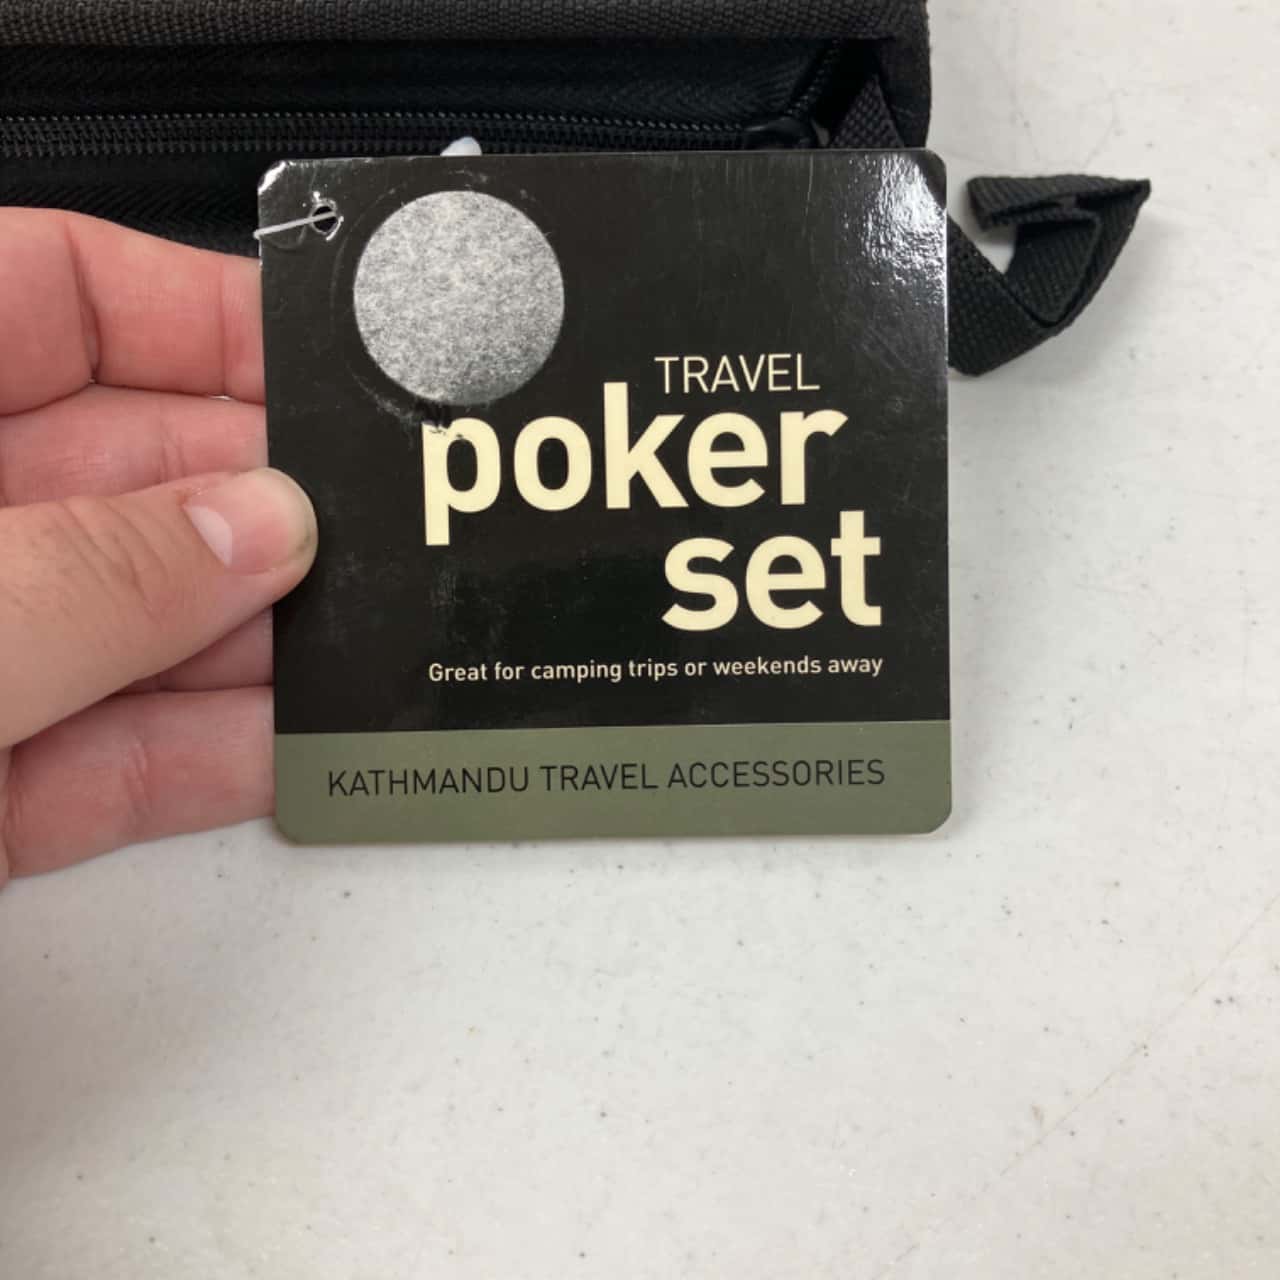 TRAVEL
poker
set
Great for camping trips or weekends away
KATHMANDU TRAVEL ACCESSORIES